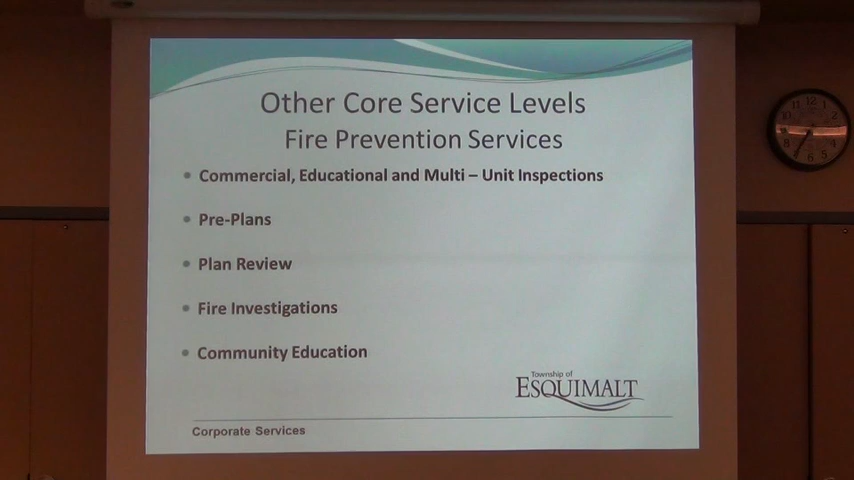 Other Core Service Levels
Fire Prevention Services
• Commercial, Educational and Multi – Unit Inspections
• Pre-Plans
• Plan Review
• Fire Investigations
• Community Education
Township of
ESQUIMALT
Corporate Services